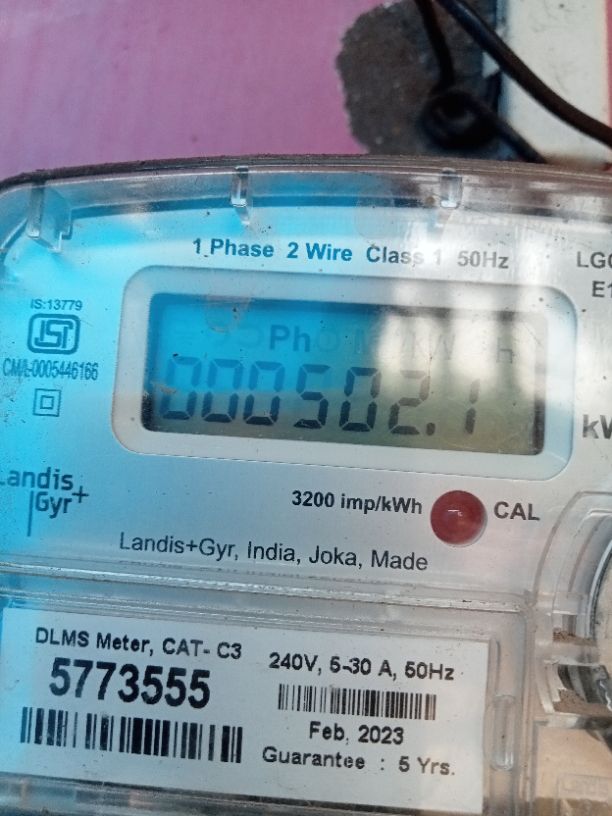 1 Phase 2 Wire Class 1 50Hz
IS:13779
CM/L-0005446166
Ph
h
000502.1
Landis
Gyr+
3200 imp/kWh
CAL
Landis+Gyr, India, Joka, Made
DLMS Meter, CAT- C3
5773555
240V, 5-30 A, 50Hz
Feb, 2023
Guarantee : 5 Yrs.